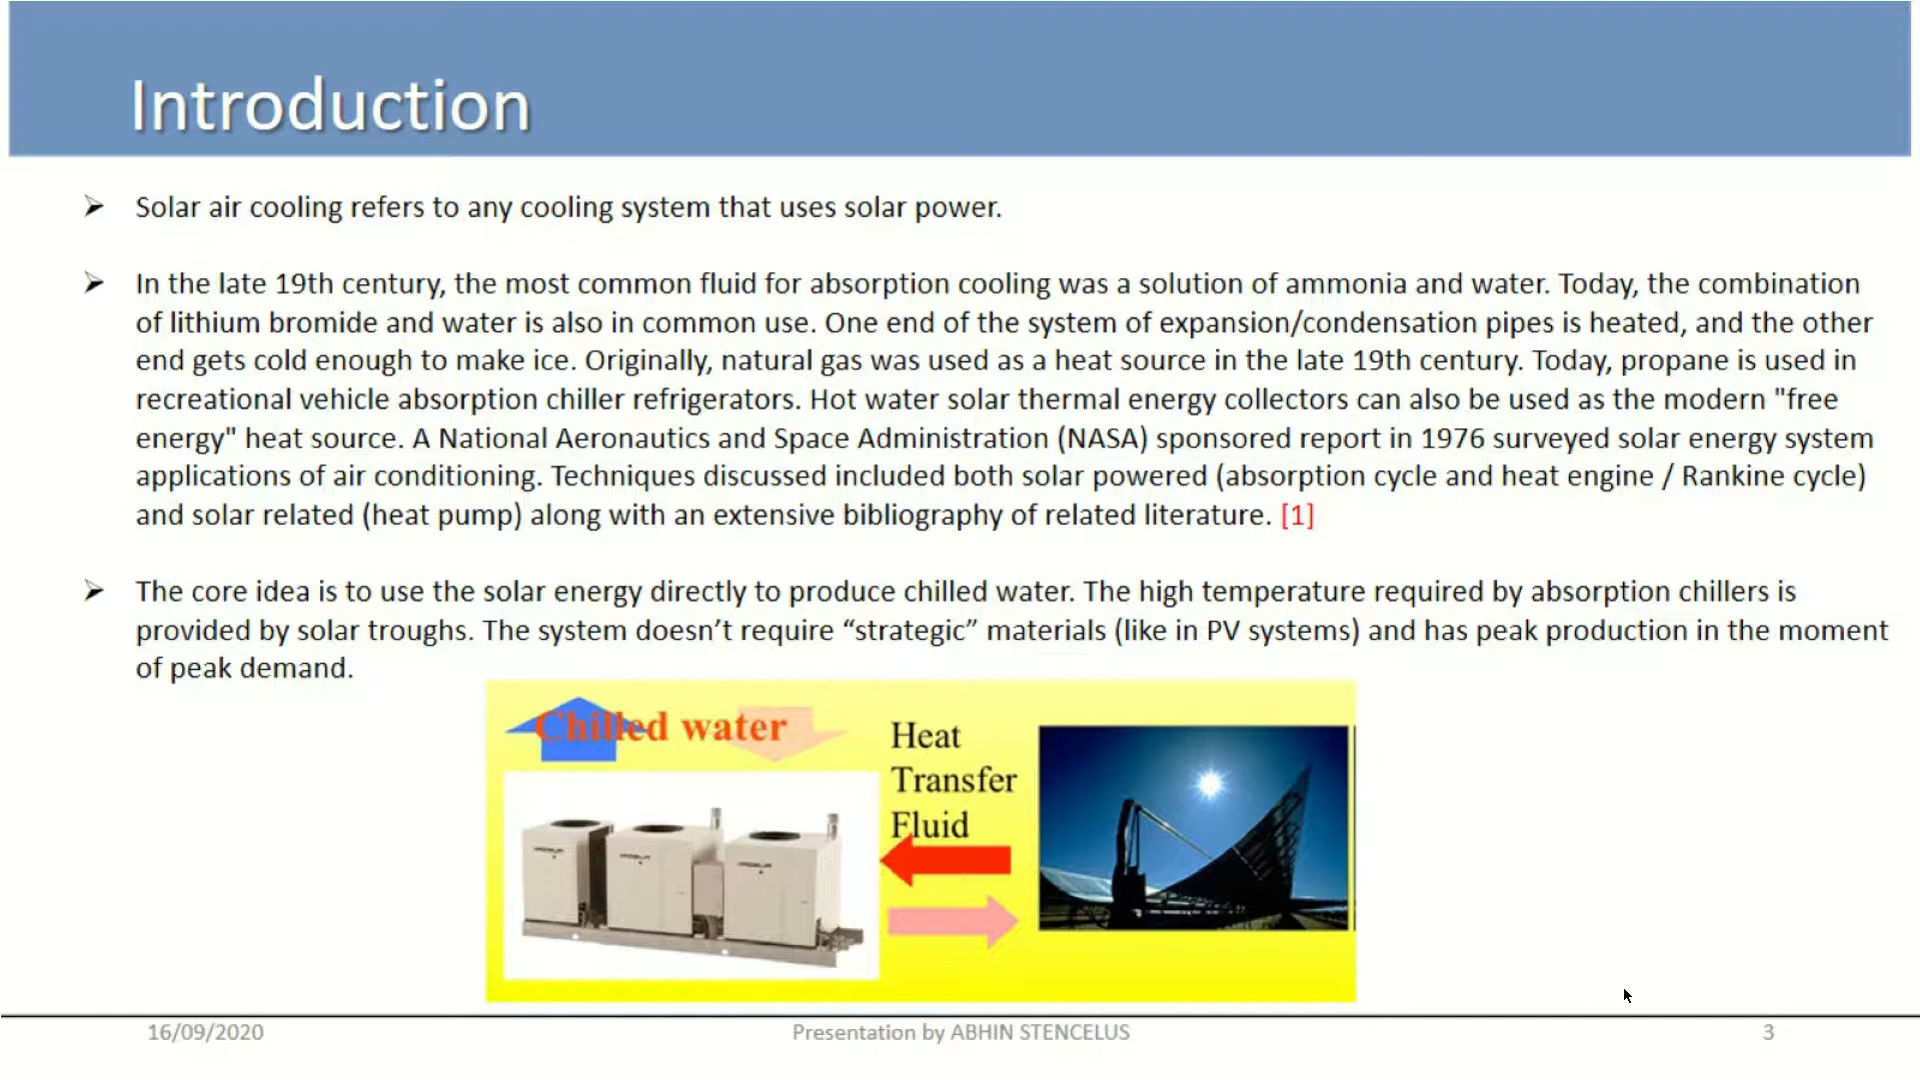 Introduction
Solar air cooling refers to any cooling system that uses solar power.
In the late 19th century, the most common fluid for absorption cooling was a solution of ammonia and water. Today, the combination
of lithium bromide and water is also in common use. One end of the system of expansion/condensation pipes is heated, and the other
end gets cold enough to make ice. Originally, natural gas was used as a heat source in the late 19th century. Today, propane is used in
recreational vehicle absorption chiller refrigerators. Hot water solar thermal energy collectors can also be used as the modern "free
energy" heat source. A National Aeronautics and Space Administration (NASA) sponsored report in 1976 surveyed solar energy system
applications of air conditioning. Techniques discussed included both solar powered (absorption cycle and heat engine / Rankine cycle)
and solar related (heat pump) along with an extensive bibliography of related literature. [1]
The core idea is to use the solar energy directly to produce chilled water. The high temperature required by absorption chillers is
provided by solar troughs. The system doesn’t require “strategic” materials (like in PV systems) and has peak production in the moment
of peak demand.
Chilled water
Heat
Transfer
Fluid
16/09/2020
Presentation by ABHIN STENCELUS
3